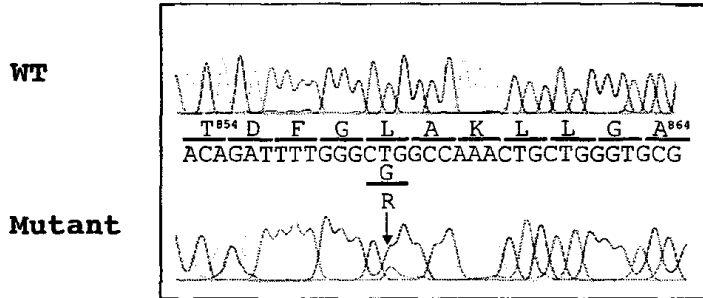 WT
T854 D F G L A K L L G A864
ACAGATTTTGGGCTGGCCAAACTGCTGGGTGCG
G
R
Mutant